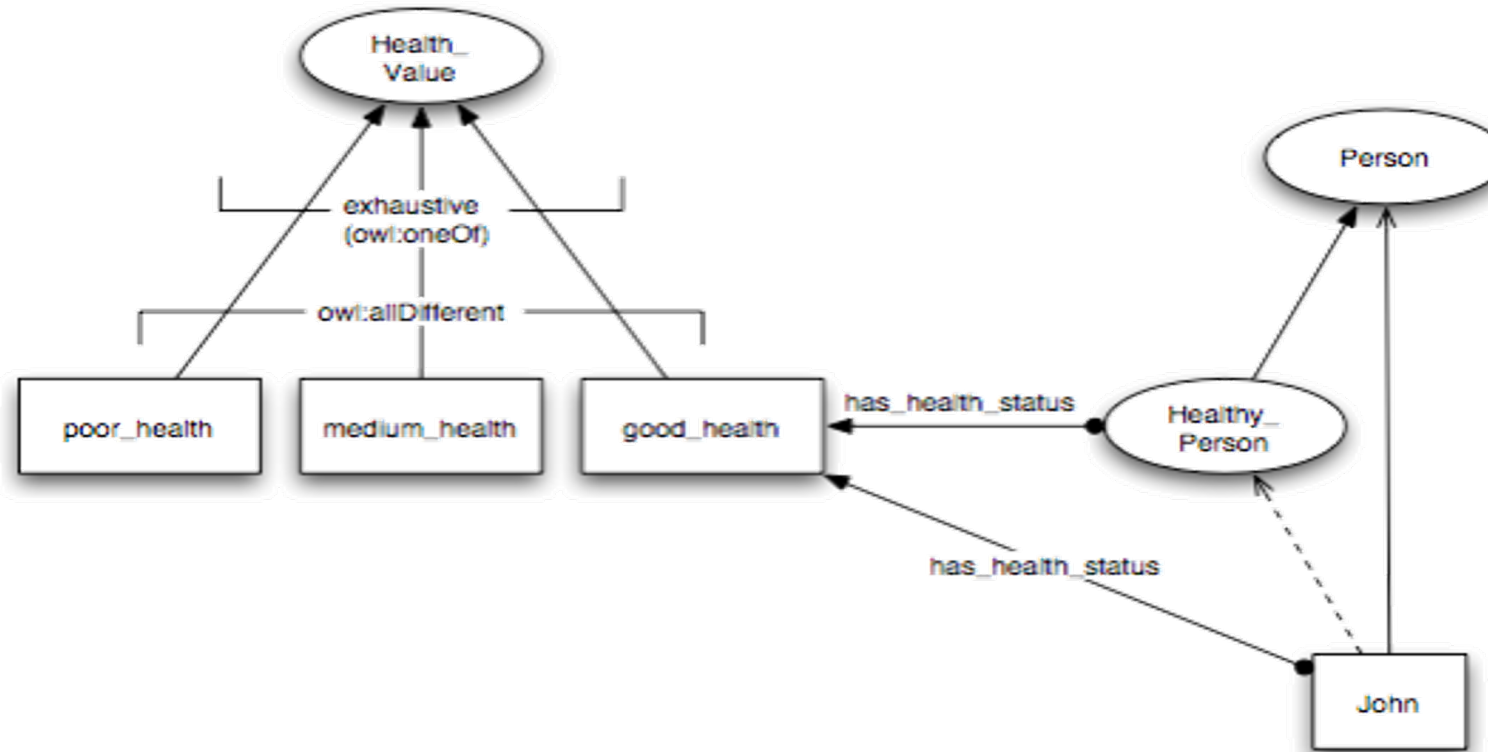 Health_
Value
Person
exhaustive
(owl:oneOf)
owl:allDifferent
poor_health
medium_health
good_health
has_health_status
Healthy_
Person
has_health_status
John